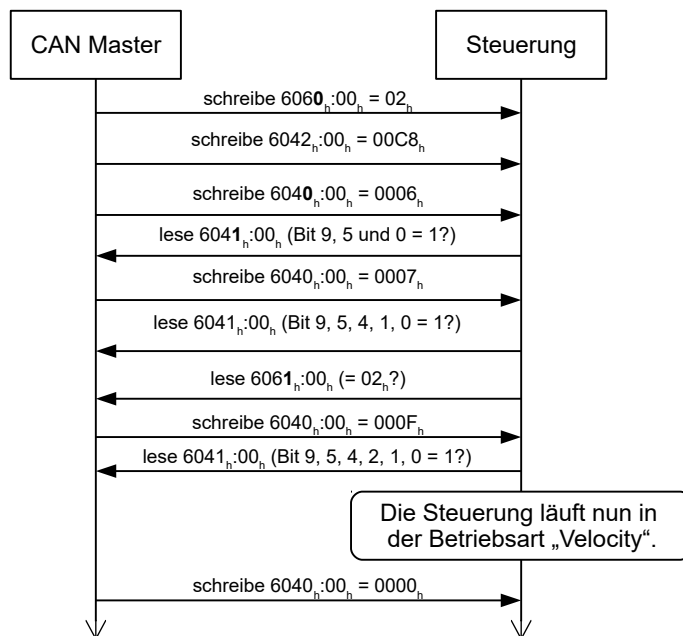 CAN Master
Steuerung
schreibe 6060ₕ:00ₕ = 02ₕ
schreibe 6042ₕ:00ₕ = 00C8ₕ
schreibe 6040ₕ:00ₕ = 0006ₕ
lese 6041ₕ:00ₕ (Bit 9, 5 und 0 = 1?)
schreibe 6040ₕ:00ₕ = 0007ₕ
lese 6041ₕ:00ₕ (Bit 9, 5, 4, 1, 0 = 1?)
lese 6061ₕ:00ₕ (= 02ₕ?)
schreibe 6040ₕ:00ₕ = 000Fₕ
lese 6041ₕ:00ₕ (Bit 9, 5, 4, 2, 1, 0 = 1?)
Die Steuerung läuft nun in
der Betriebsart „Velocity“.
schreibe 6040ₕ:00ₕ = 0000ₕ